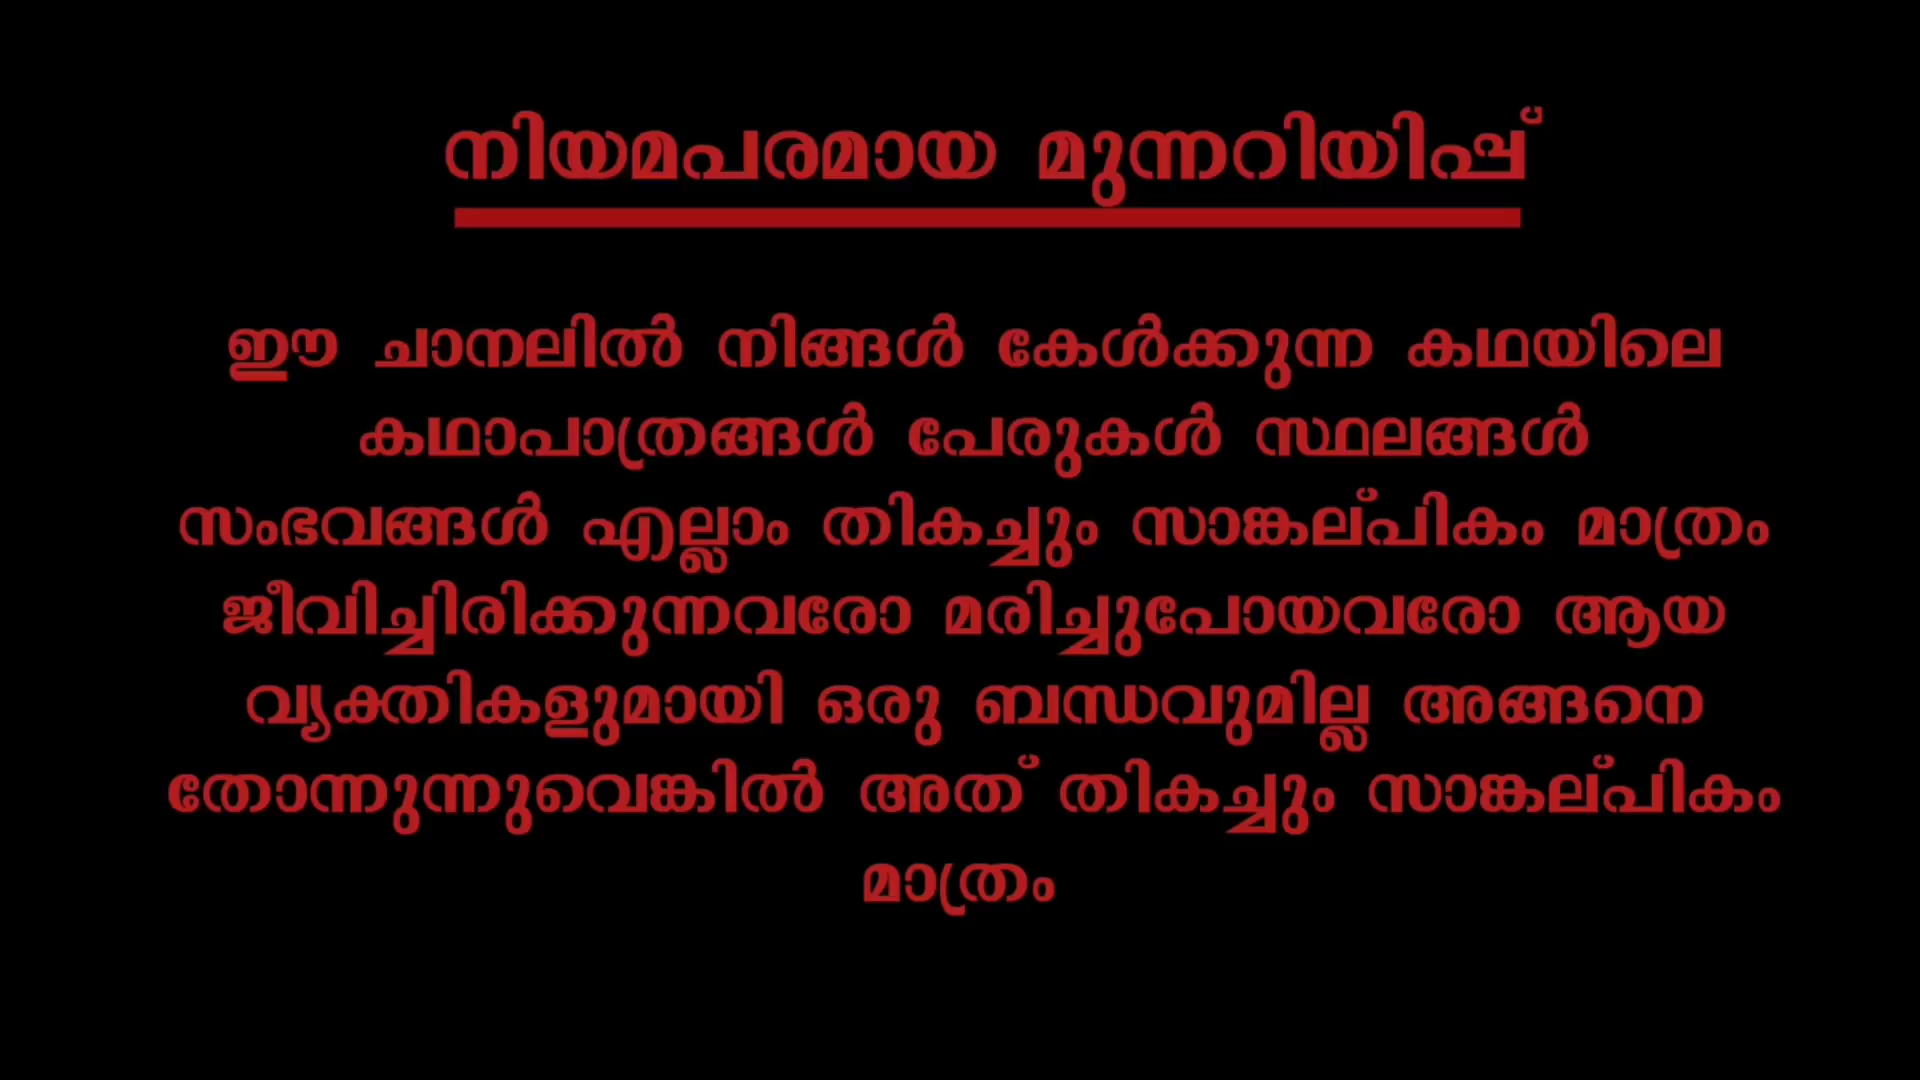 നിയമപരമായ മുന്നറിയിപ്പ്
ഈ ചാനലിൽ നിങ്ങൾ കേൾക്കുന്ന കഥയിലെ
കഥാപാത്രങ്ങൾ പേരുകൾ സ്ഥലങ്ങൾ
സംഭവങ്ങൾ എല്ലാം തികച്ചും സാങ്കല്പികം മാത്രം
ജീവിച്ചിരിക്കുന്നവരോ മരിച്ചുപോയവരോ ആയ
വ്യക്തികളുമായി ഒരു ബന്ധവുമില്ല അങ്ങനെ
തോന്നുന്നുവെങ്കിൽ അത് തികച്ചും സാങ്കല്പികം
മാത്രം